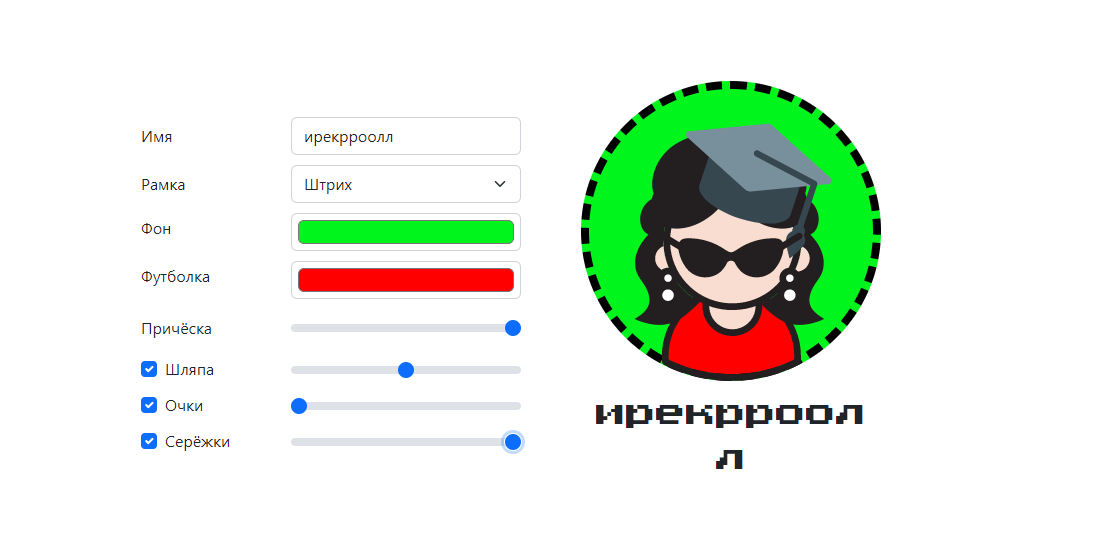 Имя
ирекрроолл
Рамка
Штрих
Фон
Футболка
Причёска
Шляпа
Очки
Серёжки
ирекрроол
л